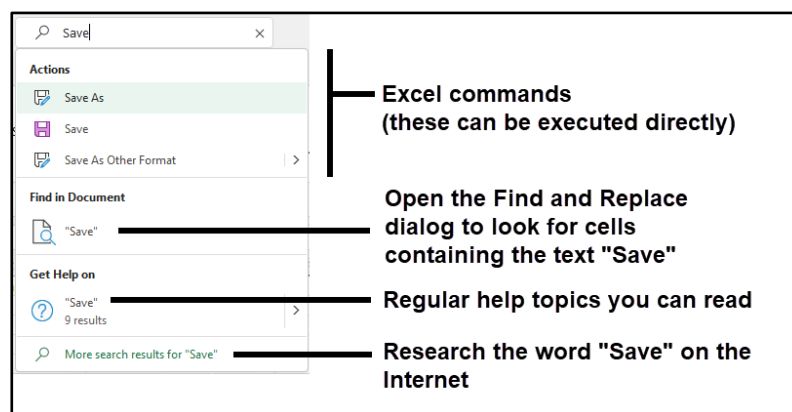 Save
Actions
Save As
Save
Save As Other Format
Excel commands
(these can be executed directly)
Find in Document
"Save"
Open the Find and Replace
dialog to look for cells
containing the text "Save"
Get Help on
"Save"
9 results
Regular help topics you can read
More search results for "Save"
Research the word "Save" on the
Internet